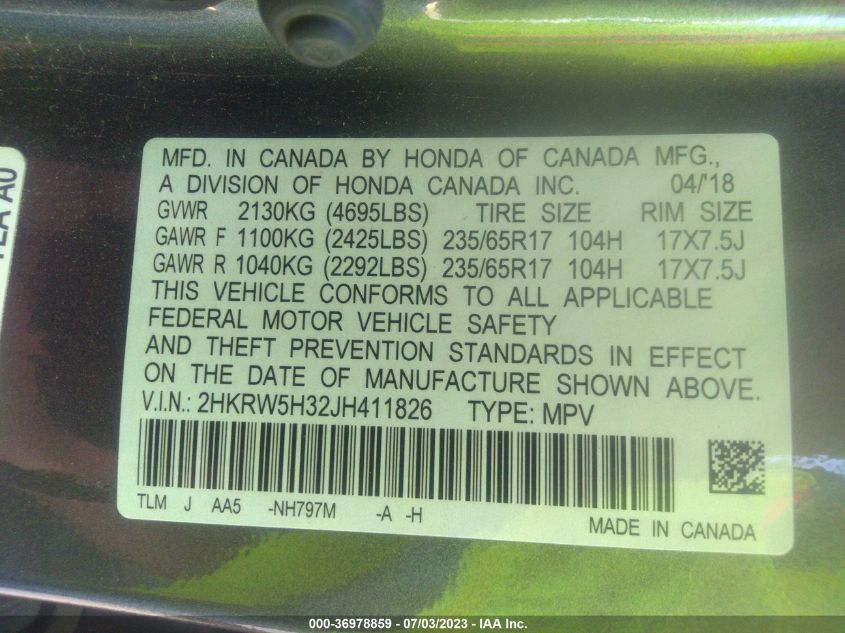 MFD. IN CANADA BY HONDA OF CANADA MFG.,
A DIVISION OF HONDA CANADA INC. 04/'18
GVWR 2130KG (4695LBS) TIRE SIZE RIM SIZE
GAWR F 1100KG (2425LBS) 235/65R17 104H 17X7.5J
GAWR R 1040KG (2292LBS) 235/65R17 104H 17X7.5J
THIS VEHICLE CONFORMS TO ALL APPLICABLE
FEDERAL MOTOR VEHICLE SAFETY
AND THEFT PREVENTION STANDARDS IN EFFECT
ON THE DATE OF MANUFACTURE SHOWN ABOVE.
V.I.N.: 2HKRW5H32JH411826 TYPE: MPV
TLM J AA5 -NH797M -A -H
MADE IN CANADA
000-36978859 - 07/03/2023 - IAA Inc.